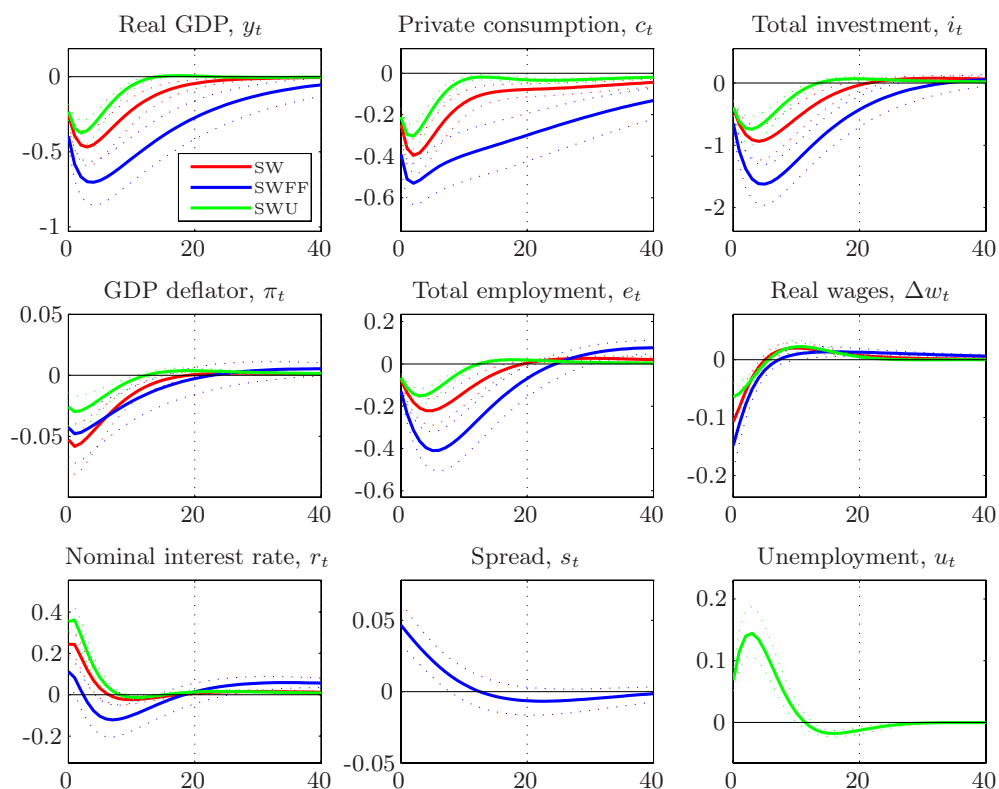 Real GDP, y_t
Private consumption, c_t
Total investment, i_t
0
-0.5
-1
0 20 40
SW
SWFF
SWU
0
-0.2
-0.4
-0.6
0 20 40
0
-1
-2
0 20 40
GDP deflator, π_t
Total employment, e_t
Real wages, Δw_t
0.05
0
-0.05
0 20 40
0.2
0
-0.2
-0.4
-0.6
0 20 40
0
-0.1
-0.2
0 20 40
Nominal interest rate, r_t
Spread, s_t
Unemployment, u_t
0.4
0.2
0
-0.2
0 20 40
0.05
0
0.05
0 20 40
0.2
0.1
0
0 20 40